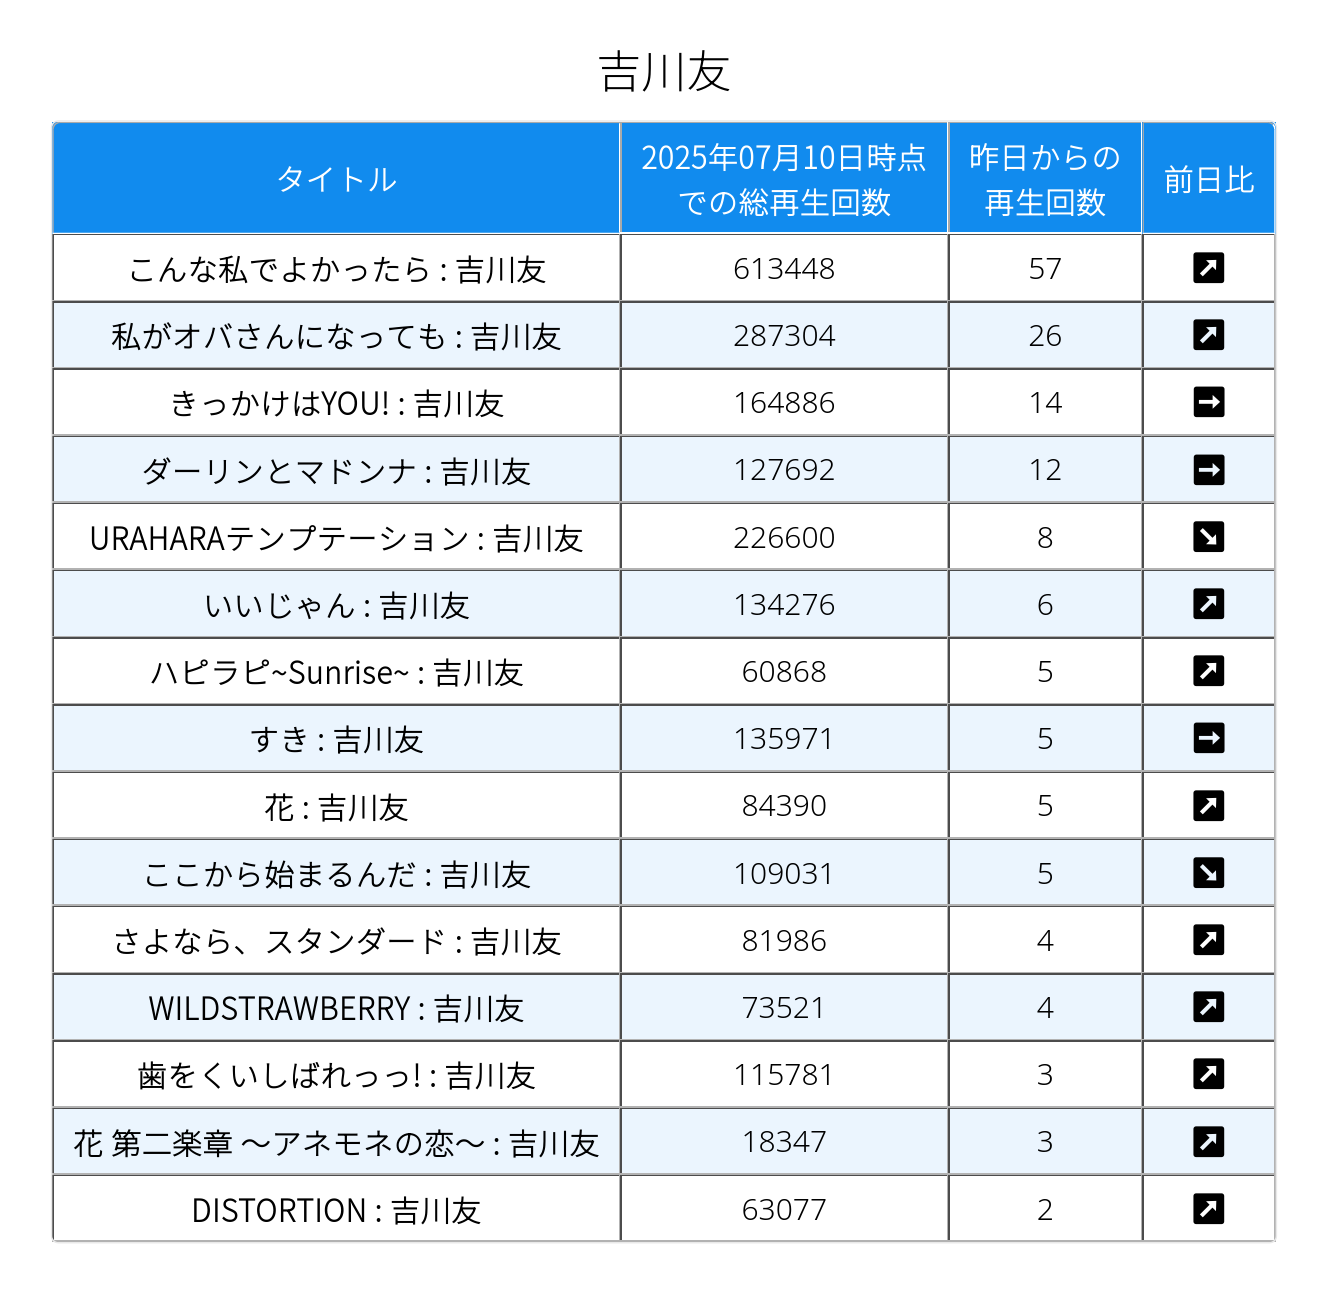 吉川友
タイトル 2025年07月10日時点での総再生回数 昨日からの再生回数 前日比
こんな私でよかったら : 吉川友 613448 57 ↗
私がオバさんになっても : 吉川友 287304 26 ↗
きっかけはYOU! : 吉川友 164886 14 →
ダーリンとマドンナ : 吉川友 127692 12 →
URAHARAテンプテーション : 吉川友 226600 8 ↘
いいじゃん : 吉川友 134276 6 ↗
ハピラピ~Sunrise~ : 吉川友 60868 5 ↗
すき : 吉川友 135971 5 →
花 : 吉川友 84390 5 ↗
ここから始まるんだ : 吉川友 109031 5 ↘
さよなら、スタンダード : 吉川友 81986 4 ↗
WILDSTRAWBERRY : 吉川友 73521 4 ↗
歯をくいしばれっっ! : 吉川友 115781 3 ↗
花 第二楽章 〜アネモネの恋〜 : 吉川友 18347 3 ↗
DISTORTION : 吉川友 63077 2 ↗